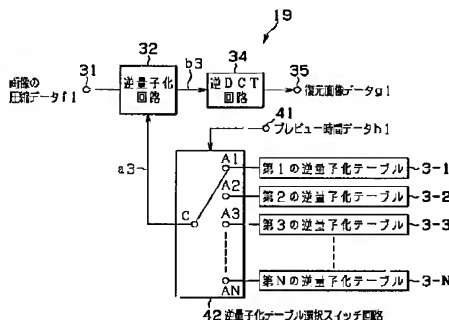 19
32
34
31
b3
35
画像の
圧縮データf1
逆量子化
回路
逆DCT
回路
復元画像データg1
41
プレビュー時間データh1
a3
A1
第1の逆量子化テーブル
3-1
A2
第2の逆量子化テーブル
3-2
C
A3
第3の逆量子化テーブル
3-3
AN
第Nの逆量子化テーブル
3-N
42 逆量子化テーブル選択スイッチ回路